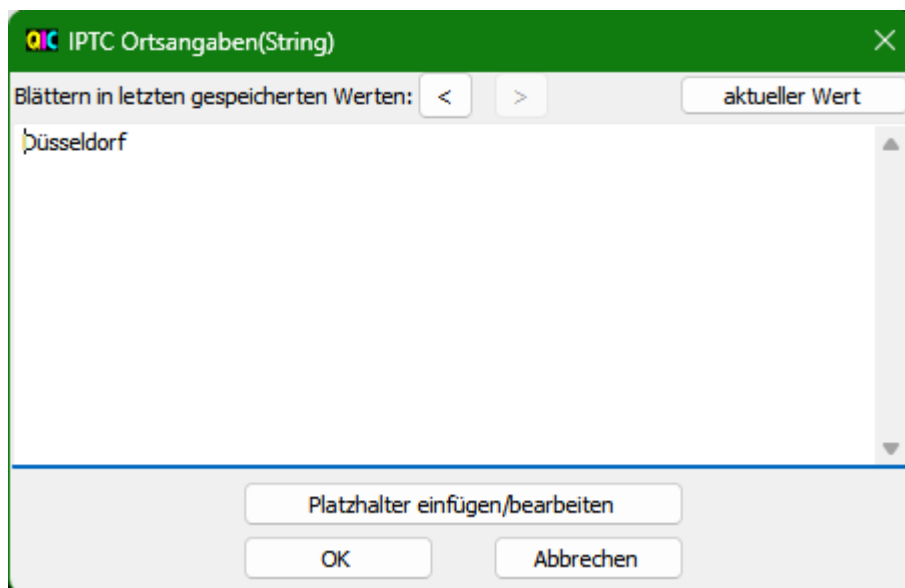 QIC IPTC Ortsangaben(String)
Blättern in letzten gespeicherten Werten: < > aktueller Wert
Düsseldorf
Platzhalter einfügen/bearbeiten
OK Abbrechen